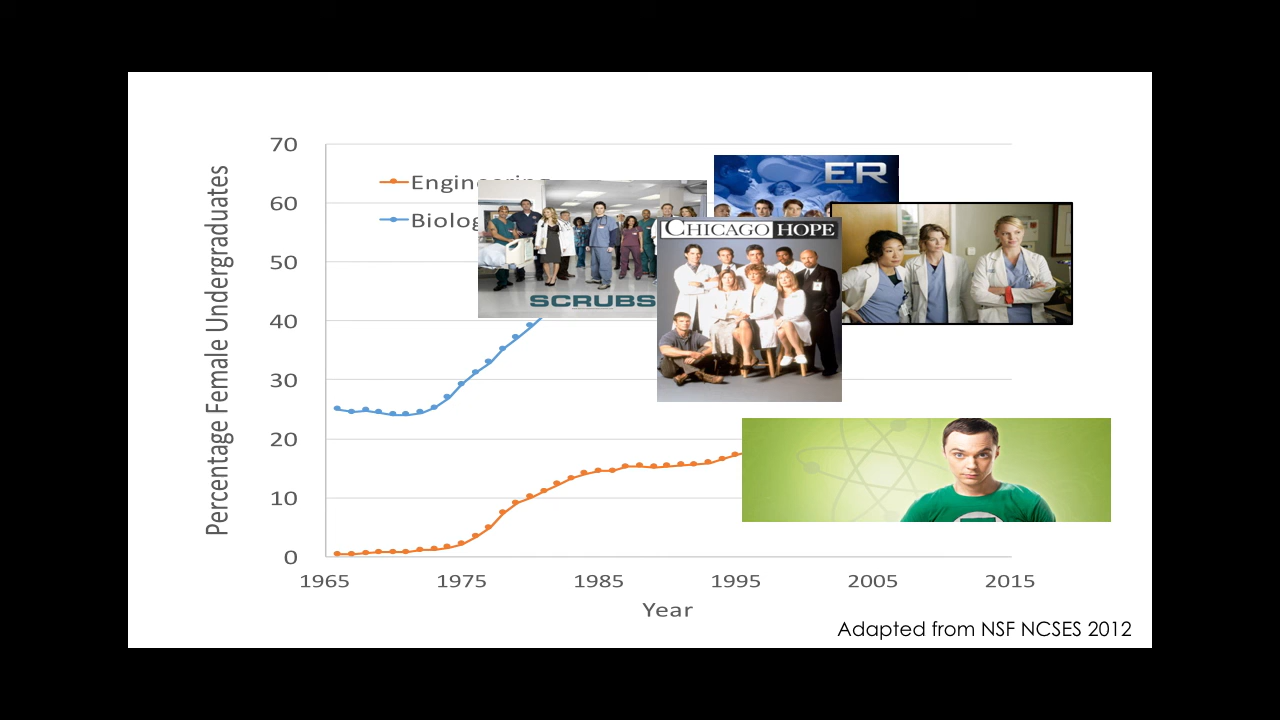 70
60
50
40
30
20
10
0
Percentage Female Undergraduates
Engineering
Biolog
ER
CHICAGO HOPE
SCRUBS
1965 1975 1985 1995 2005 2015
Year
Adapted from NSF NCSES 2012